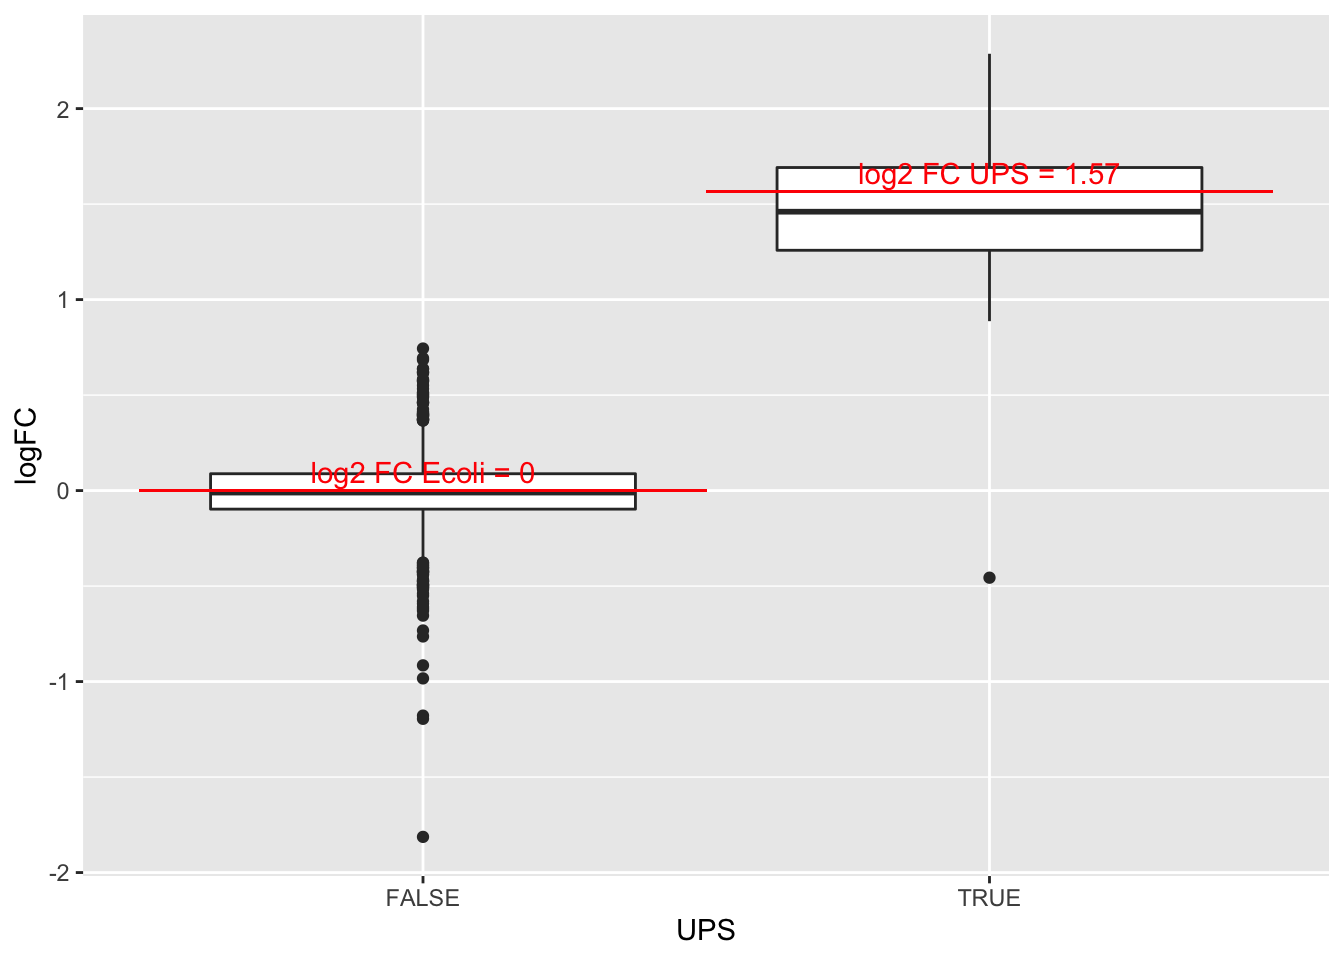 2
log2 FC UPS = 1.57
1
logFC
log2 FC Ecoli = 0
0
-1
-2
FALSE TRUE
UPS